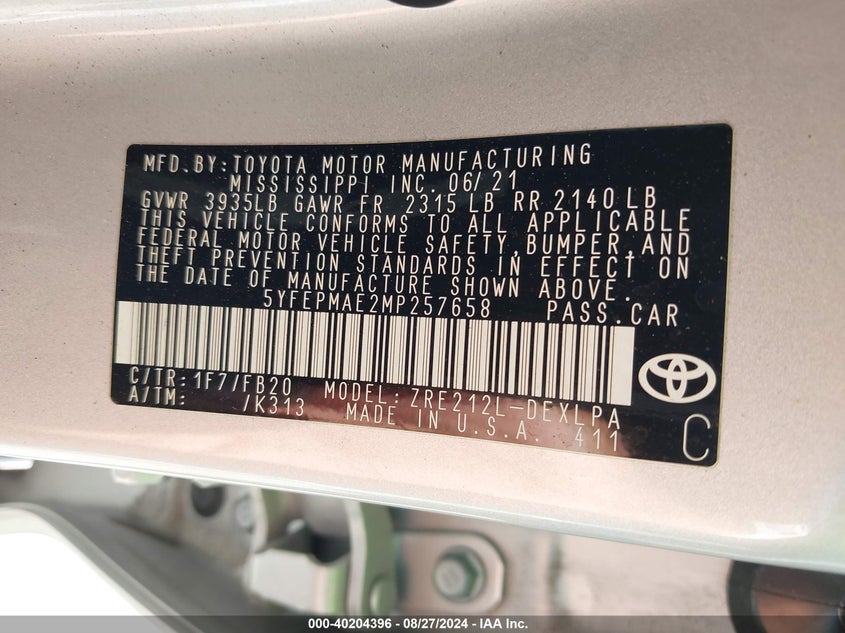 MFD.BY:TOYOTA MOTOR MANUFACTURING
MISSISSIPPI INC. 06/21
GVWR 3935LB GAWR FR 2315 LB RR 2140 LB
THIS VEHICLE CONFORMS TO ALL APPLICABLE
FEDERAL MOTOR VEHICLE SAFETY,BUMPER,AND
THEFT PREVENTION STANDARDS IN EFFECT ON
THE DATE OF MANUFACTURE SHOWN ABOVE.
5YFEPMAE2MP257658 PASS.CAR
C/TR:1F7/FB20 MODEL:ZRE212L-DEXLPA
A/TM: /K313 MADE IN U.S.A. 411 C
000-40204396 - 08/27/2024 - IAA Inc.